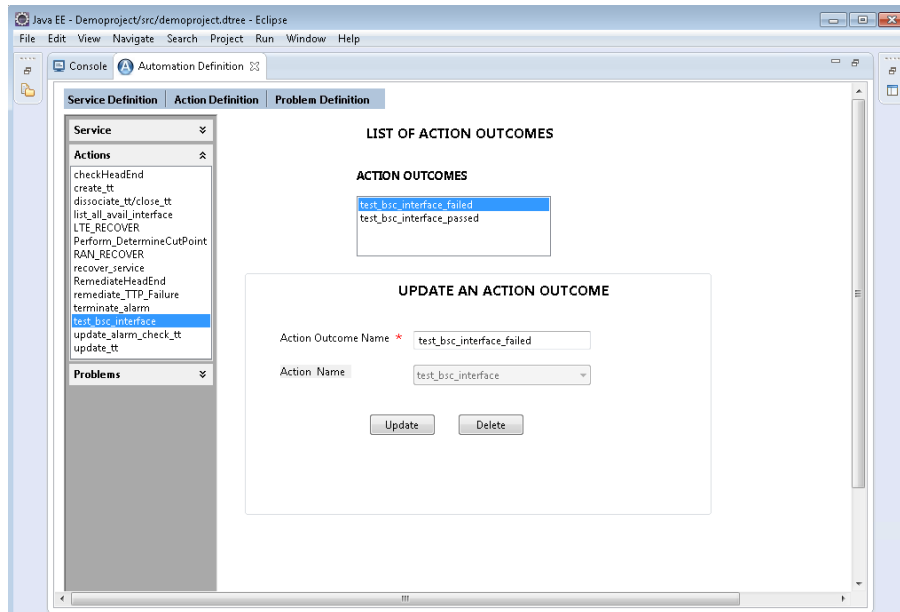 Java EE - Demoproject/src/demoproject.dtree - Eclipse
File Edit View Navigate Search Project Run Window Help
Console Automation Definition
Service Definition Action Definition Problem Definition
Service
Actions
checkHeadEnd
create_tt
dissociate_tt/close_tt
list_all_avail_interface
LTE_RECOVER
Perform_DetermineCutPoint
RAN_RECOVER
recover_service
RemediateHeadEnd
remediate_TTP_Failure
terminate_alarm
test_bsc_interface
update_alarm_check_tt
update_tt
Problems
LIST OF ACTION OUTCOMES
ACTION OUTCOMES
test_bsc_interface_failed
test_bsc_interface_passed
UPDATE AN ACTION OUTCOME
Action Outcome Name * test_bsc_interface_failed
Action Name test_bsc_interface
Update Delete